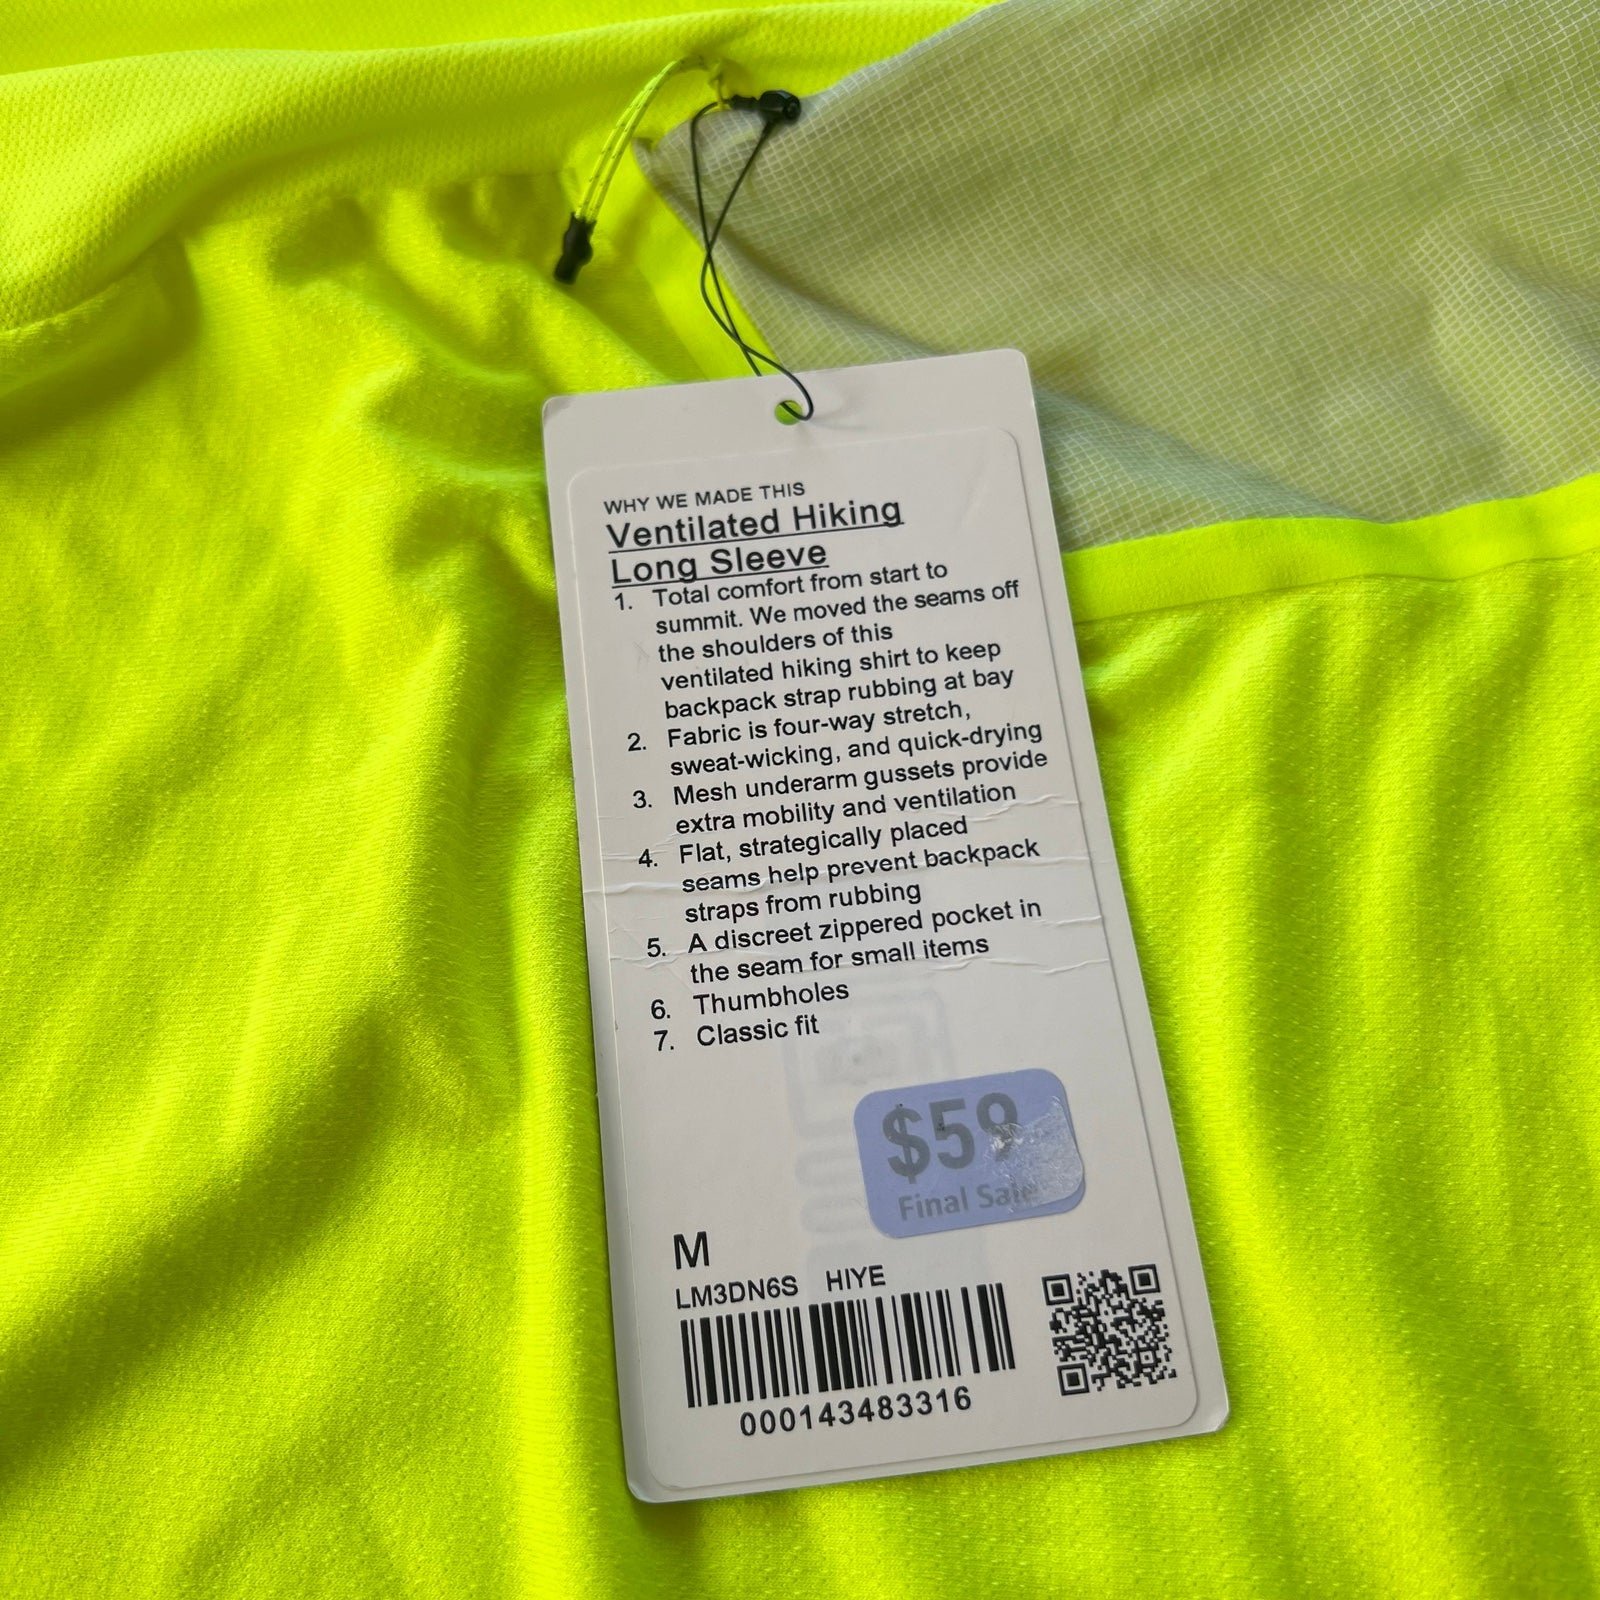 WHY WE MADE THIS
Ventilated Hiking
Long Sleeve
1. Total comfort from start to
summit. We moved the seams off
the shoulders of this
ventilated hiking shirt to keep
backpack strap rubbing at bay
2. Fabric is four-way stretch,
sweat-wicking, and quick-drying
3. Mesh underarm gussets provide
extra mobility and ventilation
4. Flat, strategically placed
seams help prevent backpack
straps from rubbing
5. A discreet zippered pocket in
the seam for small items
6. Thumbholes
7. Classic fit
$59
Final Sale
M
LM3DN6S HIYE
000143483316